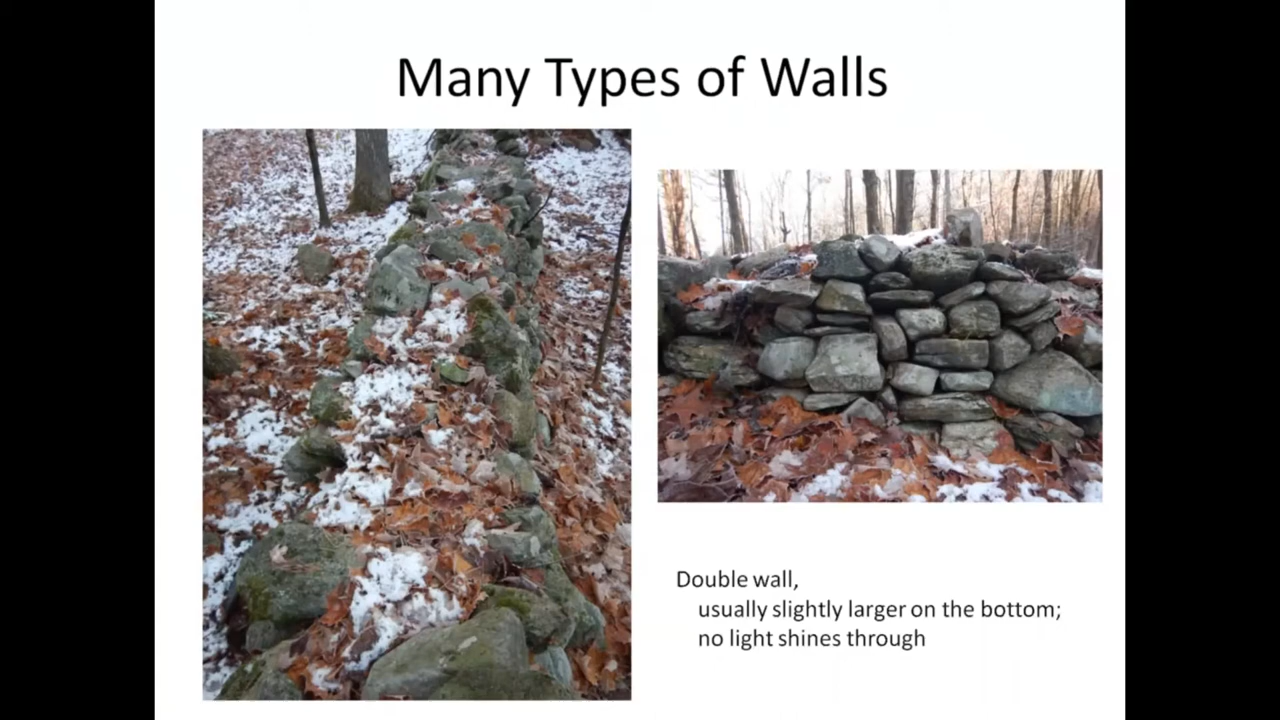 Many Types of Walls
Double wall,
usually slightly larger on the bottom;
no light shines through